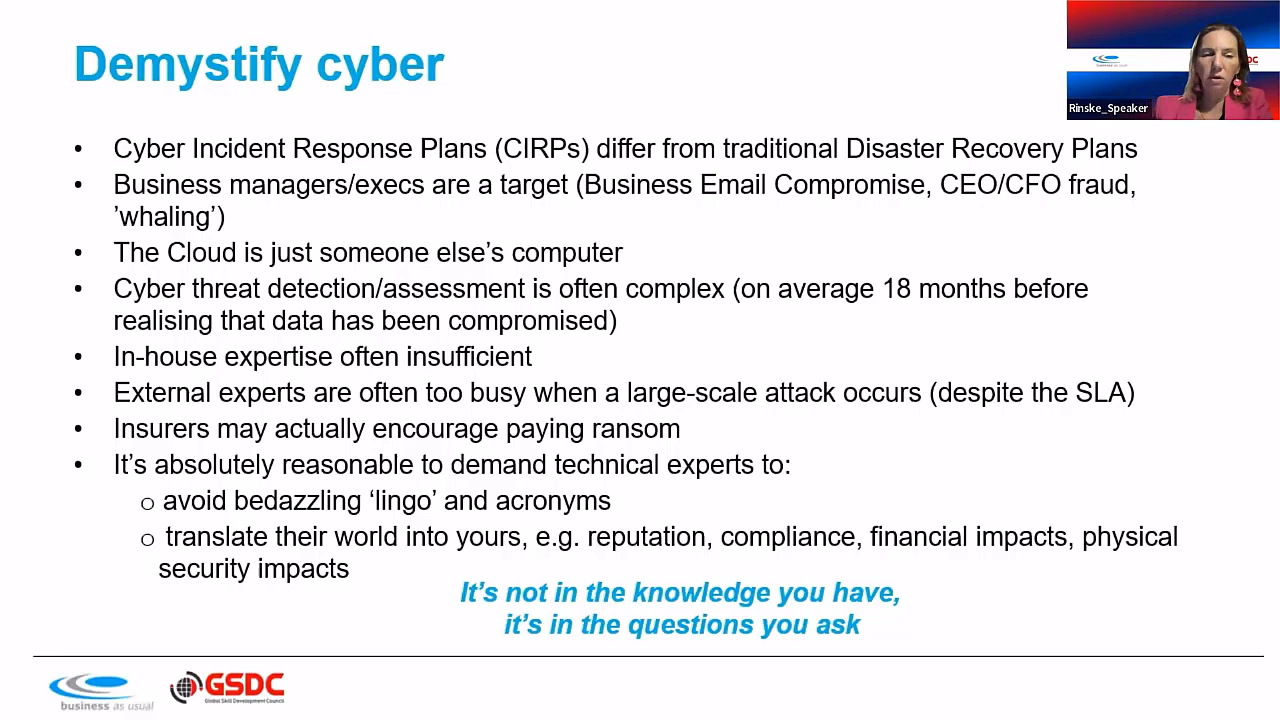 Demystify cyber
Rinske_Speaker
• Cyber Incident Response Plans (CIRPs) differ from traditional Disaster Recovery Plans
• Business managers/execs are a target (Business Email Compromise, CEO/CFO fraud,
’whaling’)
• The Cloud is just someone else’s computer
• Cyber threat detection/assessment is often complex (on average 18 months before
realising that data has been compromised)
• In-house expertise often insufficient
• External experts are often too busy when a large-scale attack occurs (despite the SLA)
• Insurers may actually encourage paying ransom
• It’s absolutely reasonable to demand technical experts to:
o avoid bedazzling ‘lingo’ and acronyms
o translate their world into yours, e.g. reputation, compliance, financial impacts, physical
security impacts
It’s not in the knowledge you have,
it’s in the questions you ask
business as usual
GSDC
Global Skill Development Council